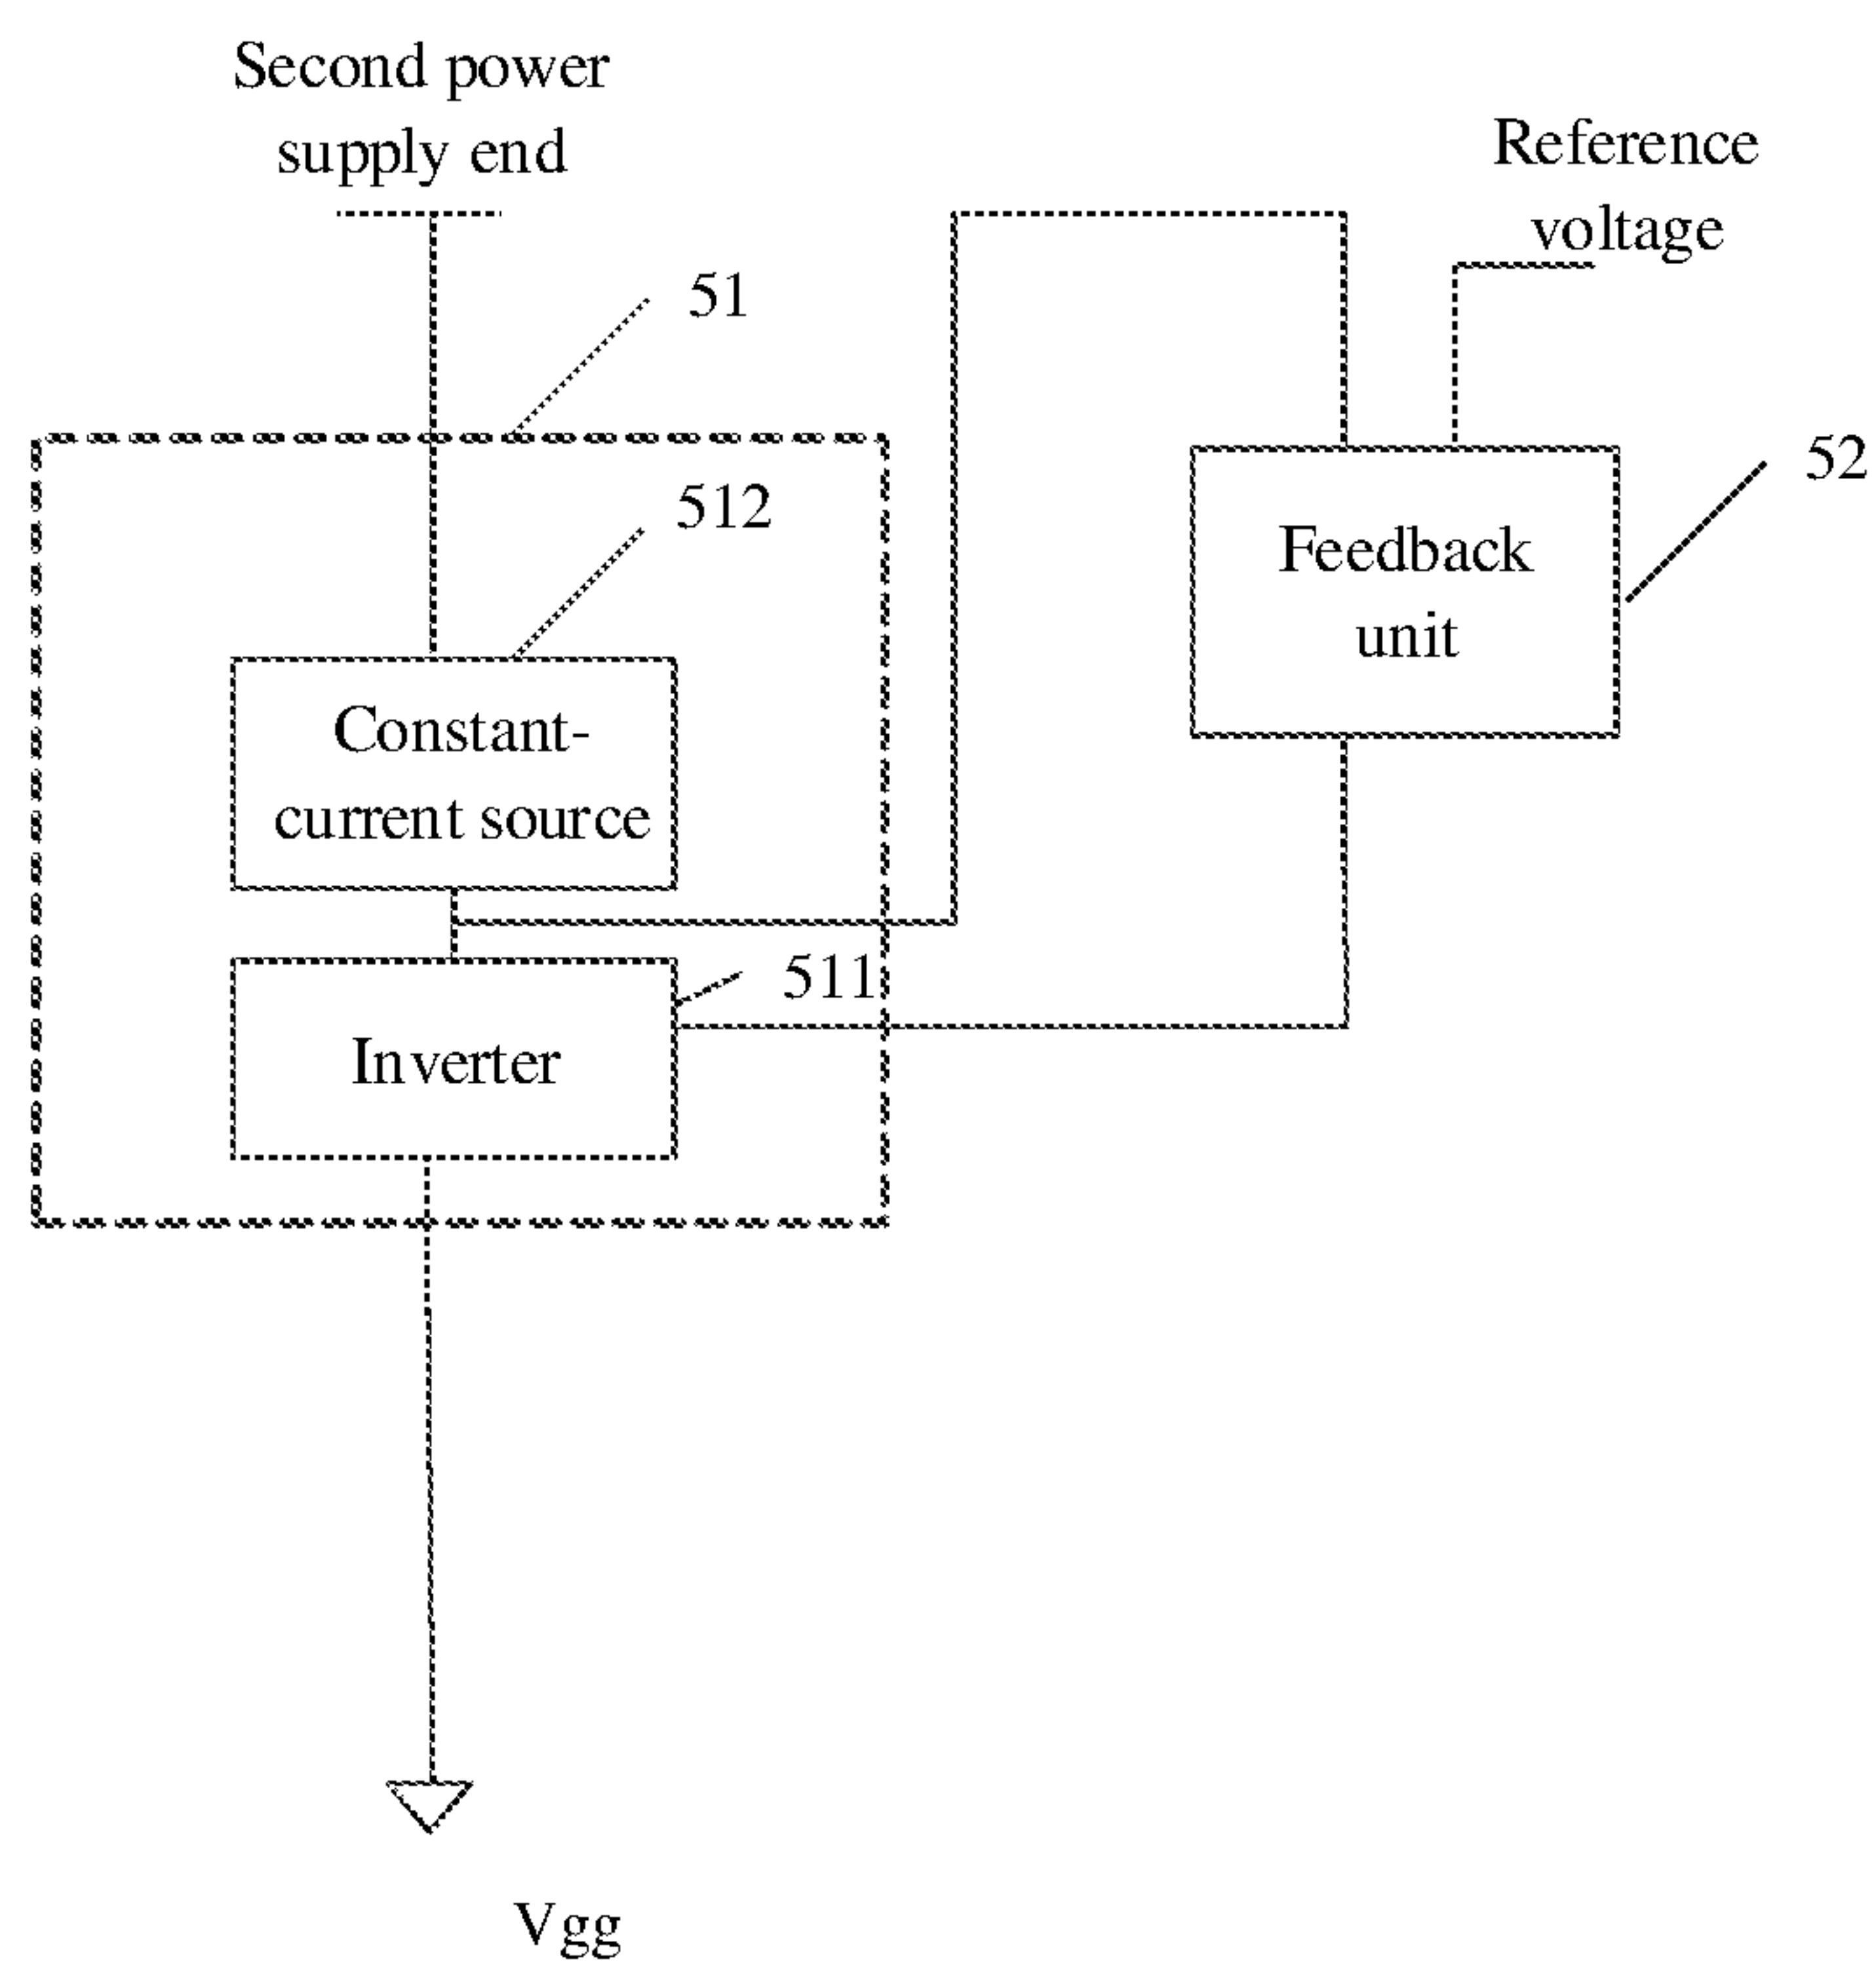 Second power
supply end
Reference
voltage
51
52
512
Feedback
unit
Constant-
current source
511
Inverter
Vgg